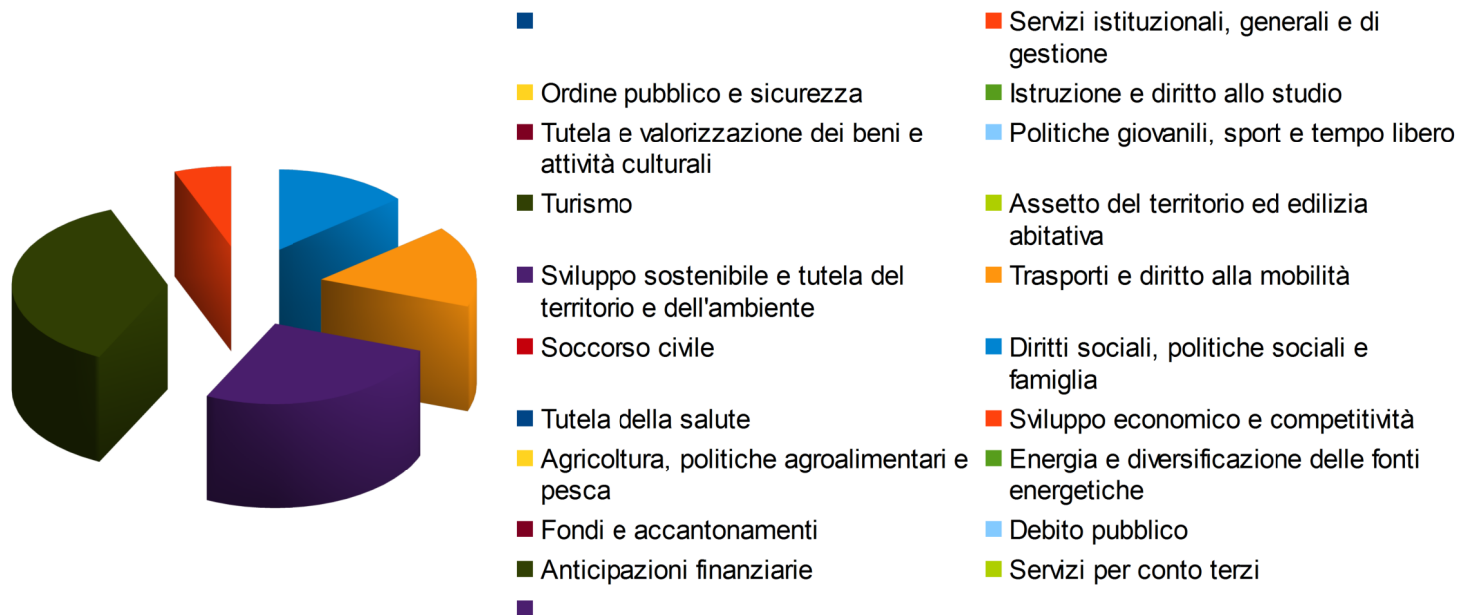 Servizi istituzionali, generali e di
gestione
Ordine pubblico e sicurezza
Istruzione e diritto allo studio
Tutela e valorizzazione dei beni e
attività culturali
Politiche giovanili, sport e tempo libero
Turismo
Assetto del territorio ed edilizia
abitativa
Sviluppo sostenibile e tutela del
territorio e dell'ambiente
Trasporti e diritto alla mobilità
Soccorso civile
Diritti sociali, politiche sociali e
famiglia
Tutela della salute
Sviluppo economico e competitività
Agricoltura, politiche agroalimentari e
pesca
Energia e diversificazione delle fonti
energetiche
Fondi e accantonamenti
Debito pubblico
Anticipazioni finanziarie
Servizi per conto terzi